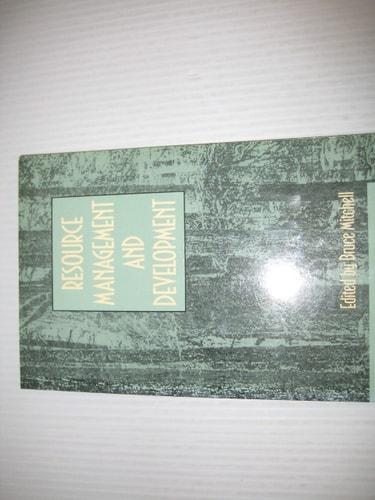 RESOURCE
MANAGEMENT
AND
DEVELOPMENT
Edited by Bruce Mitchell